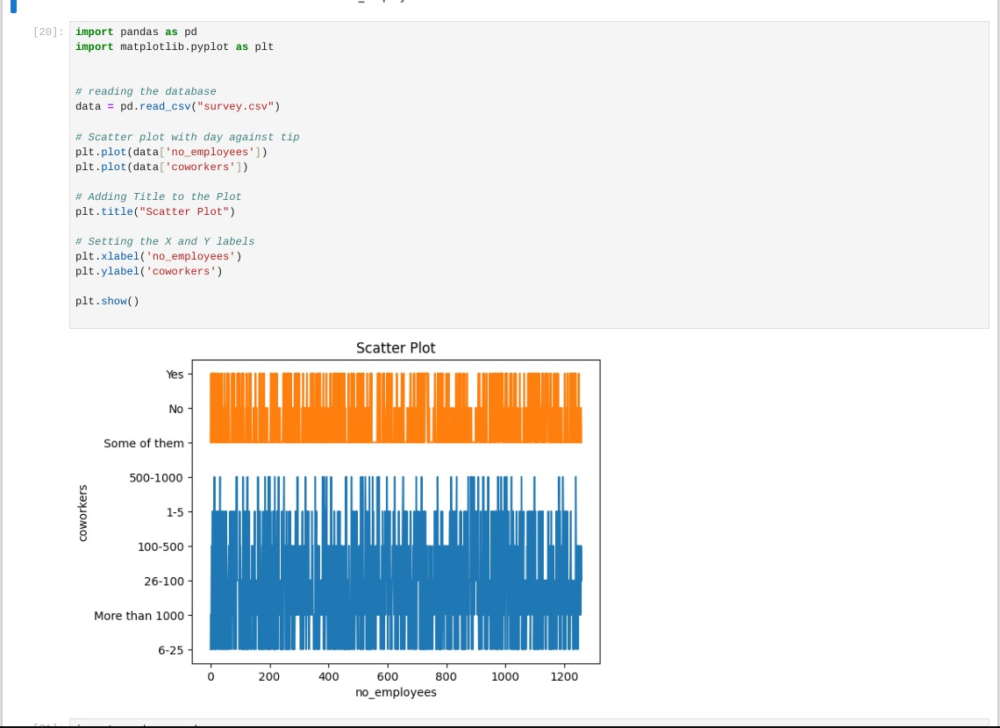 [20]:
import pandas as pd
import matplotlib.pyplot as plt
# reading the database
data = pd.read_csv("survey.csv")
# Scatter plot with day against tip
plt.plot(data['no_employees'])
plt.plot(data['coworkers'])
# Adding Title to the Plot
plt.title("Scatter Plot")
# Setting the X and Y labels
plt.xlabel('no_employees')
plt.ylabel('coworkers')
plt.show()
Scatter Plot
Yes
No
Some of them
500-1000
1-5
100-500
26-100
More than 1000
6-25
coworkers
0 200 400 600 800 1000 1200
no_employees